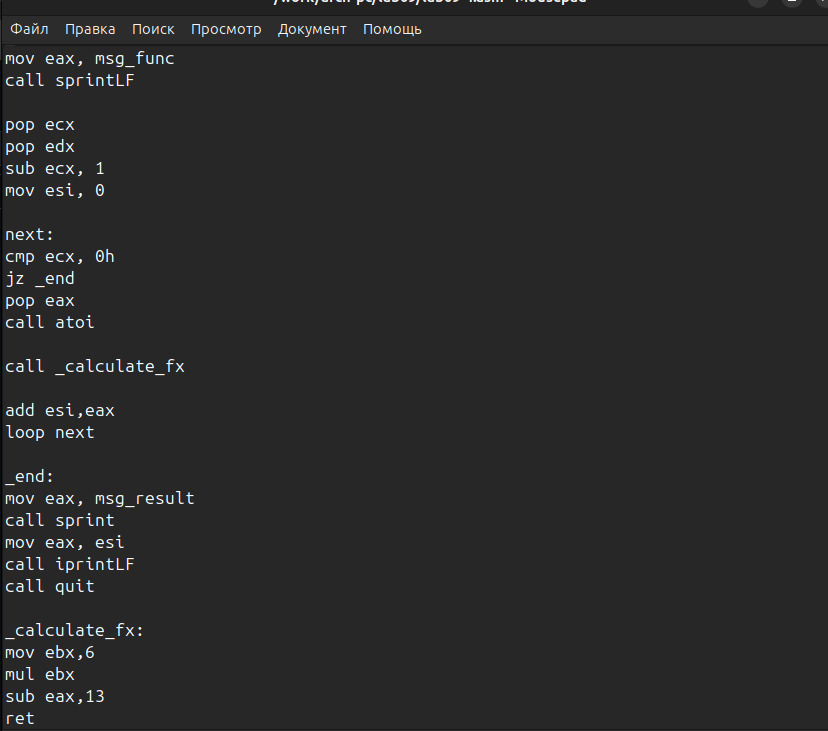 Файл Правка Поиск Просмотр Документ Помощь
mov eax, msg_func
call sprintLF
pop ecx
pop edx
sub ecx, 1
mov esi, 0
next:
cmp ecx, 0h
jz _end
pop eax
call atoi
call _calculate_fx
add esi,eax
loop next
_end:
mov eax, msg_result
call sprint
mov eax, esi
call iprintLF
call quit
_calculate_fx:
mov ebx,6
mul ebx
sub eax,13
ret